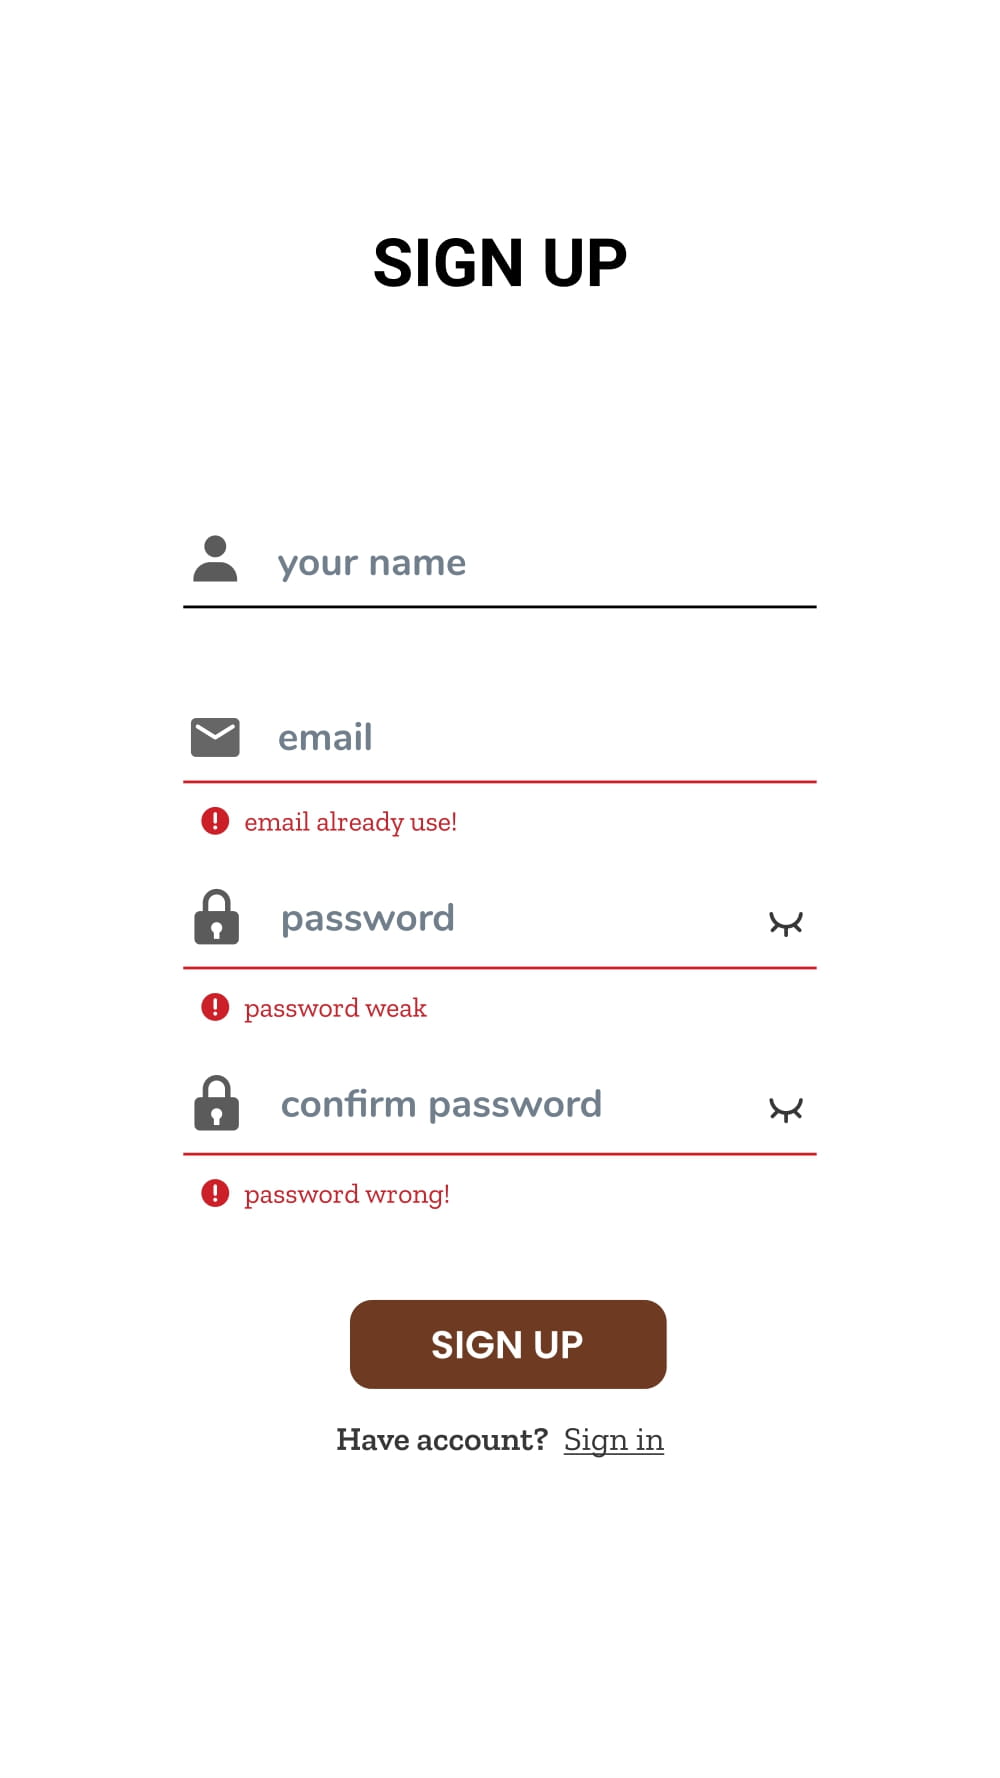 SIGN UP
your name
email
email already use!
password
password weak
confirm password
password wrong!
SIGN UP
Have account? Sign in